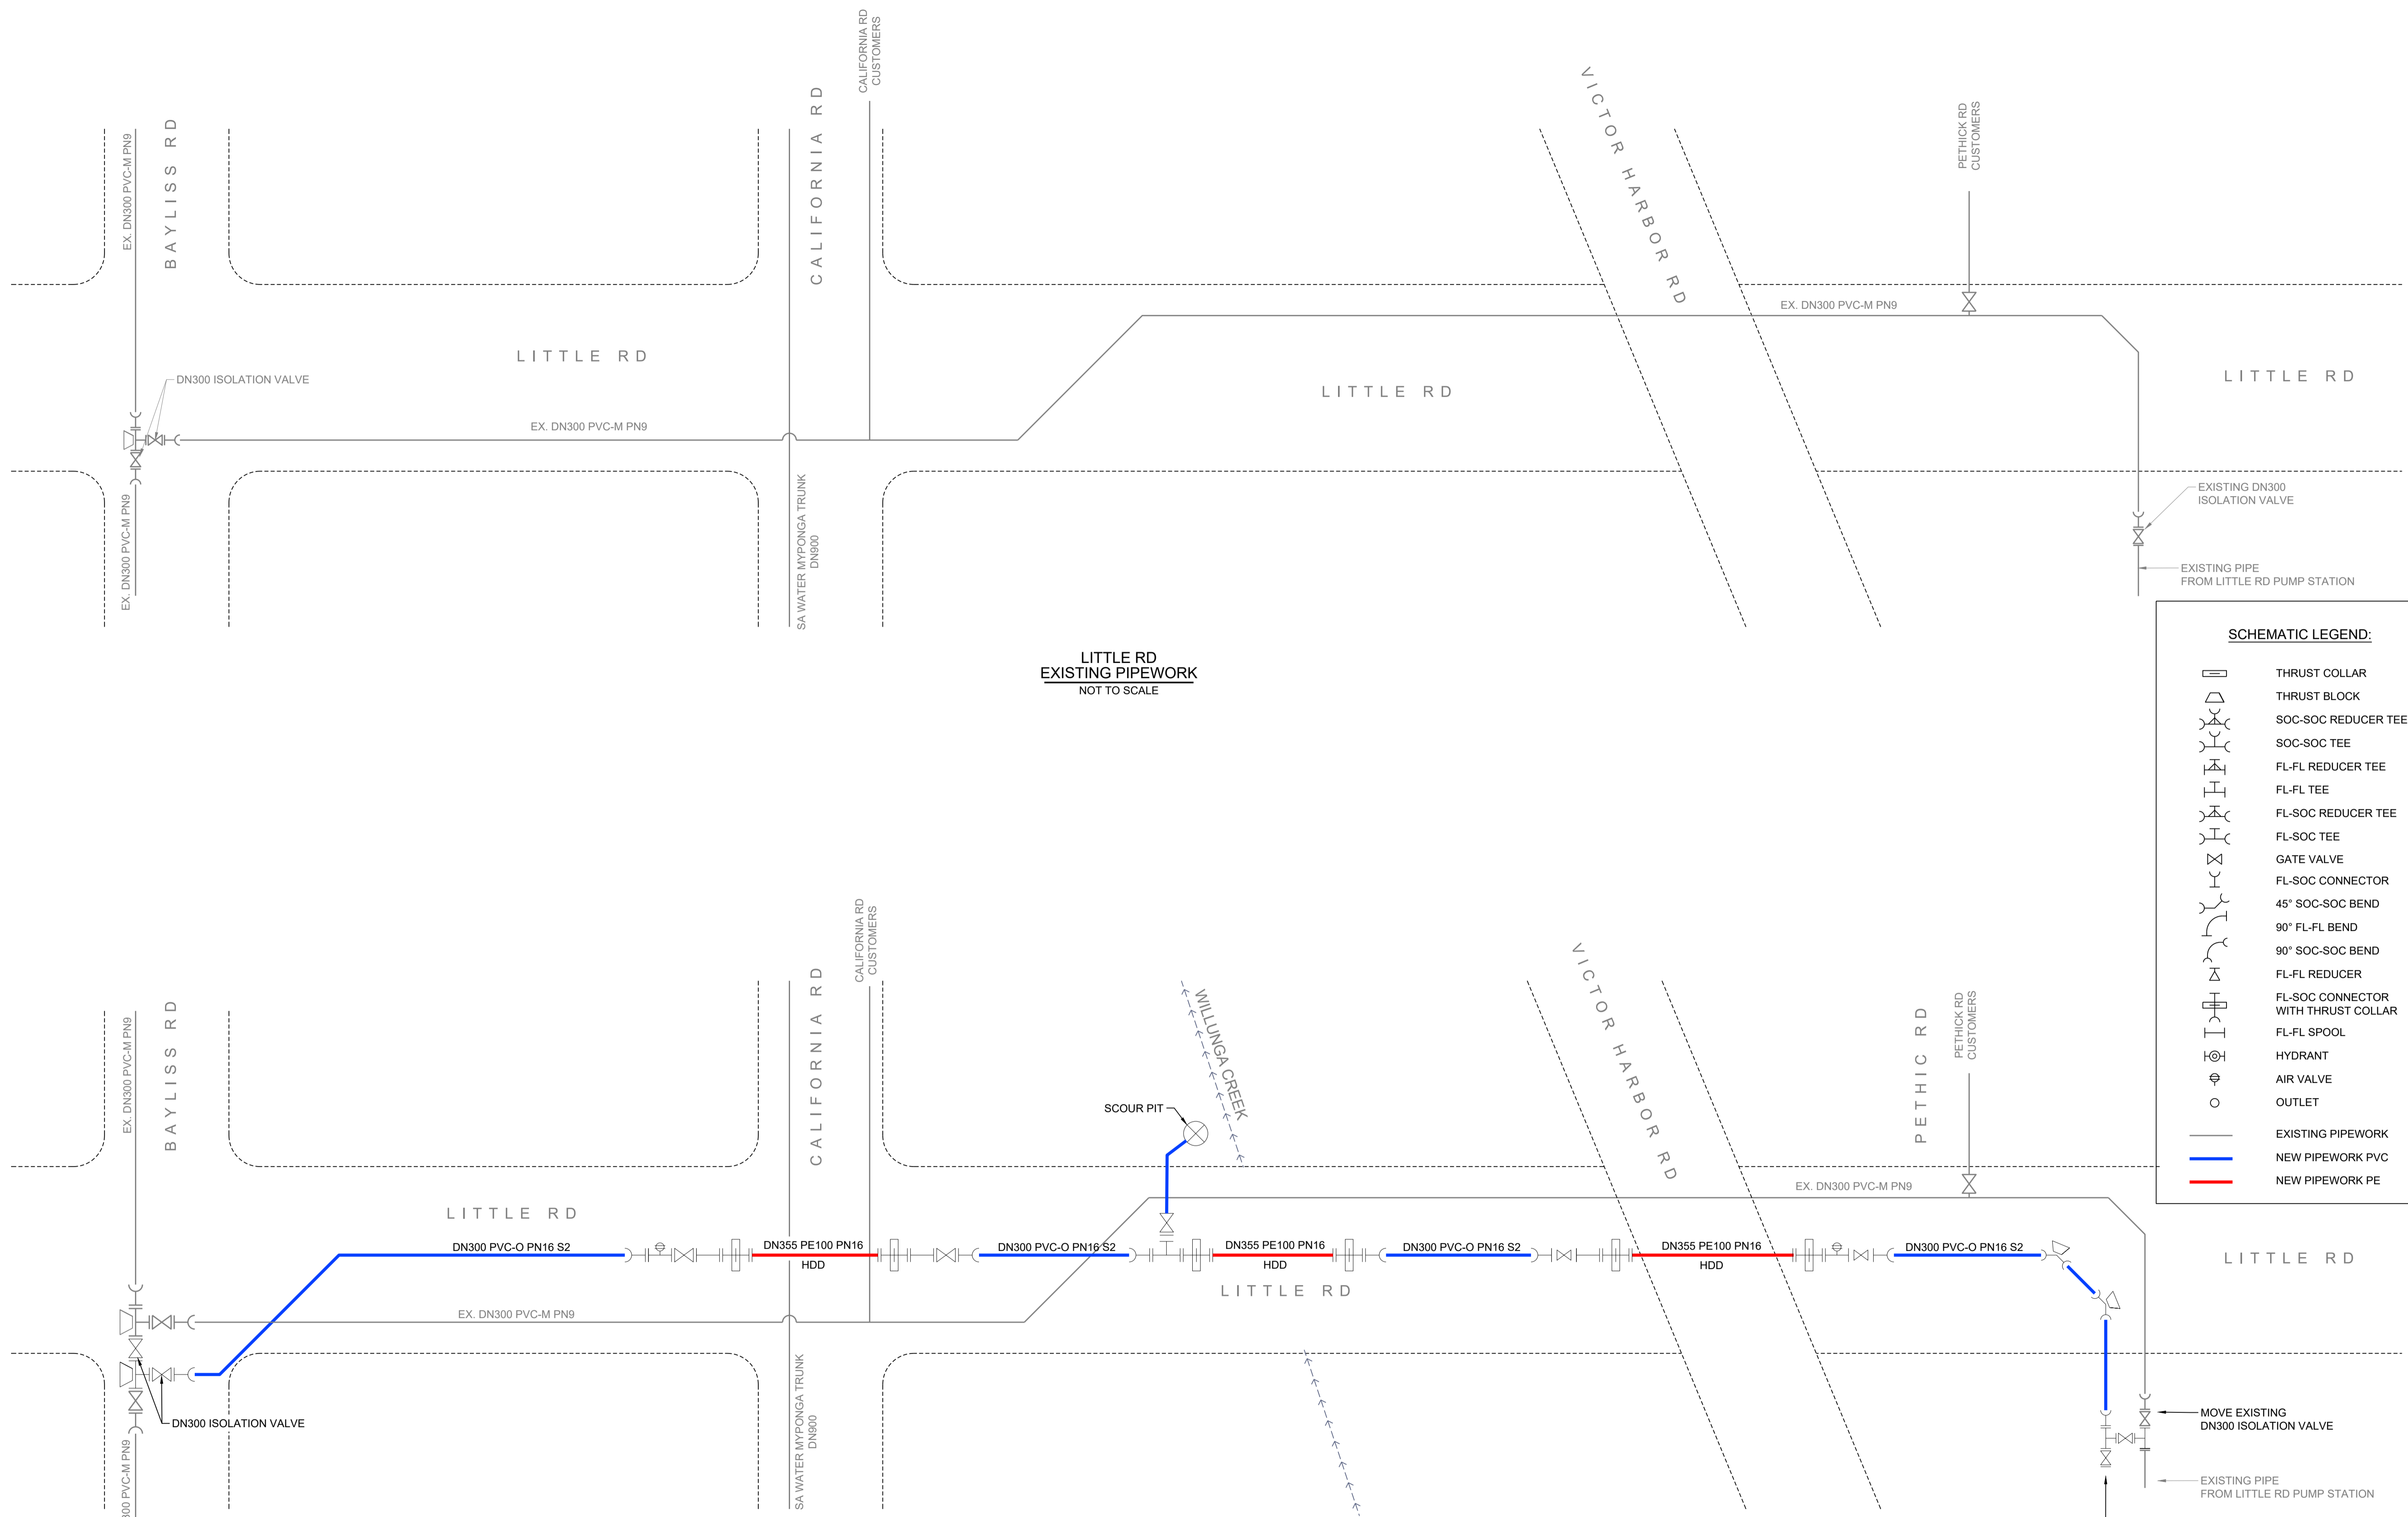 CALIFORNIA RD
CUSTOMERS
EX. DN300 PVC-M PN9
BAYLISS RD
CALIFORNIA RD
VICTOR HARBOR RD
PETHICK RD
CUSTOMERS
EX. DN300 PVC-M PN9
LITTLE RD
DN300 ISOLATION VALVE
LITTLE RD
LITTLE RD
EX. DN300 PVC-M PN9
EX. DN300 PVC-M PN9
SA WATER MYPONGA TRUNK
DN900
EXISTING DN300
ISOLATION VALVE
EXISTING PIPE
FROM LITTLE RD PUMP STATION
LITTLE RD
EXISTING PIPEWORK
NOT TO SCALE
SCHEMATIC LEGEND:
THRUST COLLAR
THRUST BLOCK
SOC-SOC REDUCER TEE
SOC-SOC TEE
FL-FL REDUCER TEE
FL-FL TEE
FL-SOC REDUCER TEE
FL-SOC TEE
GATE VALVE
FL-SOC CONNECTOR
45° SOC-SOC BEND
90° FL-FL BEND
90° SOC-SOC BEND
FL-FL REDUCER
FL-SOC CONNECTOR
WITH THRUST COLLAR
FL-FL SPOOL
HYDRANT
AIR VALVE
OUTLET
EXISTING PIPEWORK
NEW PIPEWORK PVC
NEW PIPEWORK PE
EX. DN300 PVC-M PN9
BAYLISS RD
CALIFORNIA RD
CALIFORNIA RD
CUSTOMERS
WILLUNGA CREEK
SCOUR PIT
VICTOR HARBOR RD
PETHIC RD
PETHICK RD
CUSTOMERS
EX. DN300 PVC-M PN9
LITTLE RD
DN300 PVC-O PN16 S2
DN355 PE100 PN16
HDD
DN300 PVC-O PN16 S2
DN355 PE100 PN16
HDD
DN300 PVC-O PN16 S2
DN355 PE100 PN16
HDD
DN300 PVC-O PN16 S2
LITTLE RD
LITTLE RD
EX. DN300 PVC-M PN9
DN300 ISOLATION VALVE
300 PVC-M PN9
SA WATER MYPONGA TRUNK
DN900
MOVE EXISTING
DN300 ISOLATION VALVE
EXISTING PIPE
FROM LITTLE RD PUMP STATION